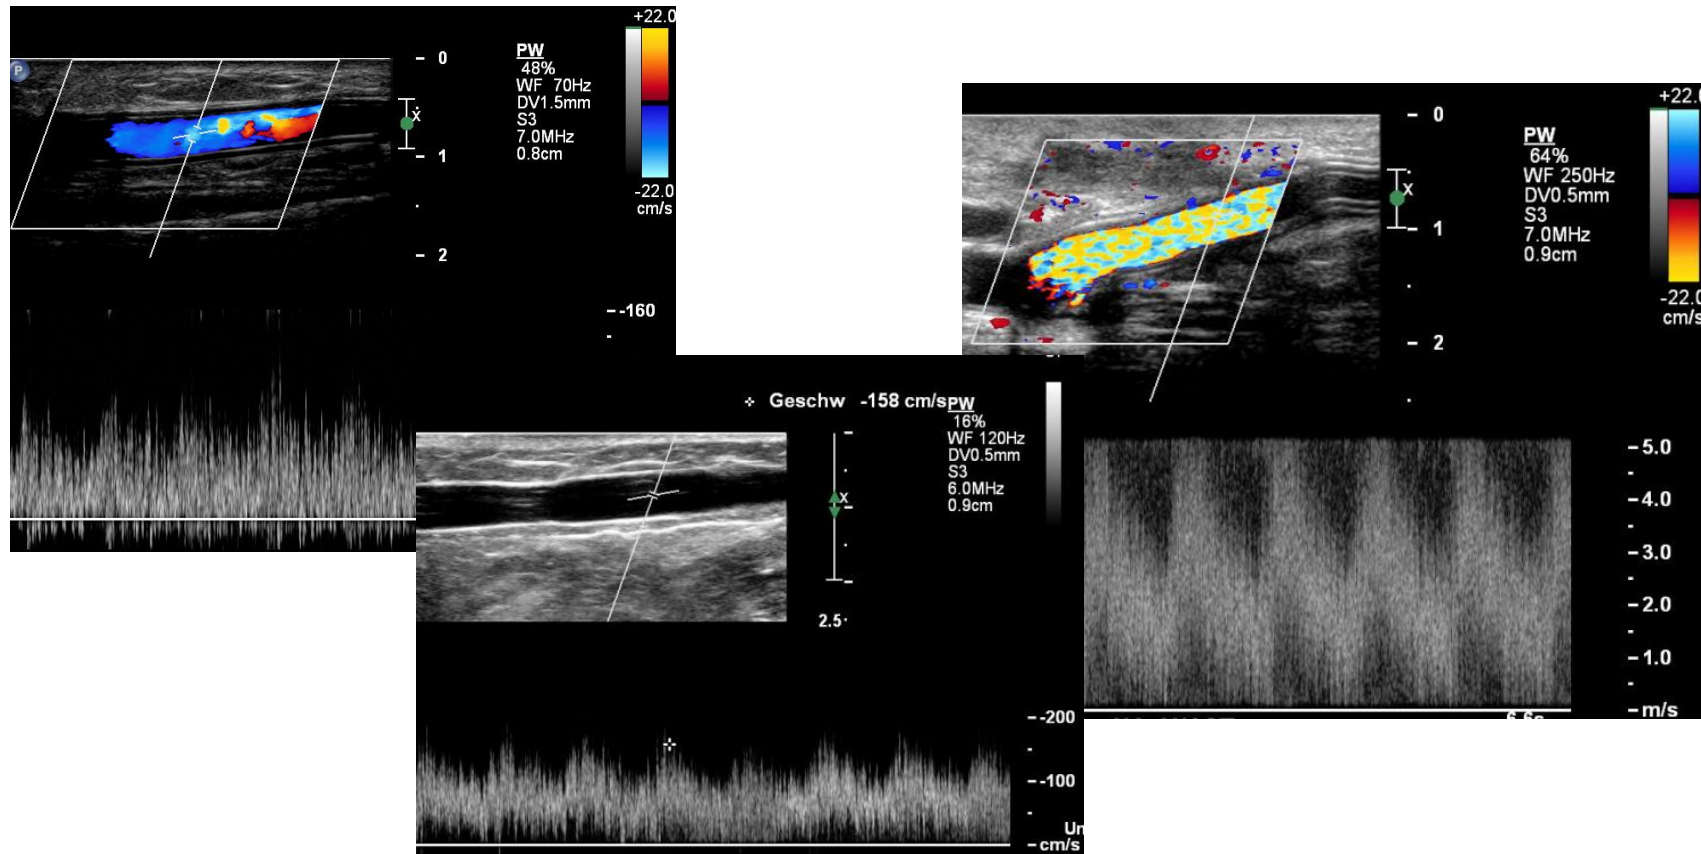 +22.0
PW
48%
WF 70Hz
DV1.5mm
S3
7.0MHz
0.8cm
-22.0
cm/s
P
0
x
1
2
-160
+22.0
PW
64%
WF 250Hz
DV0.5mm
S3
7.0MHz
0.9cm
-22.0
cm/s
0
x
1
2
5.0
4.0
3.0
2.0
1.0
m/s
Geschw -158 cm/s
PW
16%
WF 120Hz
DV0.5mm
S3
6.0MHz
0.9cm
x
2.5
-200
-100
cm/s